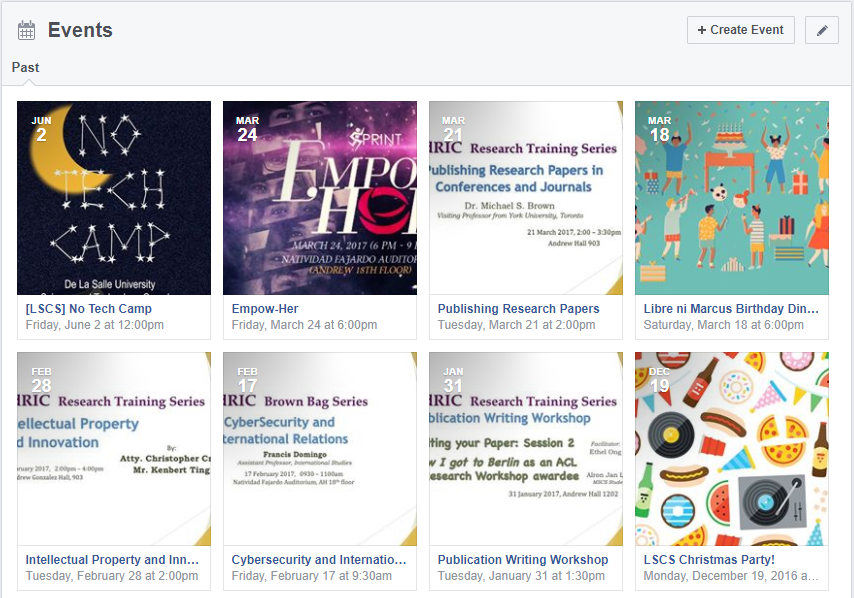 Events
+ Create Event
Past
JUN
2
NO
TECH
CAMP
De La Salle University
[LSCS] No Tech Camp
Friday, June 2 at 12:00pm
MAR
24
SPRINT
EMPO
HE
MARCH 24, 2017 (6 PM - 9
NATIVIDAD FAJARDO AUDITOR
(ANDREW 18TH FLOOR)
Empow-Her
Friday, March 24 at 6:00pm
MAR
21
HRIC Research Training Series
Publishing Research Papers in
Conferences and Journals
Dr. Michael S. Brown
Visiting Professor from York University, Toronto
21 March 2017, 2:00 – 3:30pm
Andrew Hall 903
Publishing Research Papers
Tuesday, March 21 at 2:00pm
MAR
18
Libre ni Marcus Birthday Din...
Saturday, March 18 at 6:00pm
FEB
28
HRIC Research Training Series
ellectual Property
d Innovation
By:
Atty. Christopher Cr
Mr. Kenbert Ting
ruary 2017, 2:00pm – 4:00pm
drew Gonzalez Hall, 903
Intellectual Property and Inn...
Tuesday, February 28 at 2:00pm
FEB
17
HRIC Brown Bag Series
CyberSecurity and
ternational Relations
Francis Domingo
Assistant Professor, International Studies
17 February 2017, 0930 – 1100am
Natividad Fajardo Auditorium, AH 18th floor
Cybersecurity and Internatio...
Friday, February 17 at 9:30am
JAN
31
HRIC Research Training Series
blication Writing Workshop
ting your Paper: Session 2
Facilitator:
Ethel Ong
w I got to Berlin as an ACL
esearch Workshop awardee
Alron Jan L
MSCS Stude
31 January 2017, Andrew Hall 1202
Publication Writing Workshop
Tuesday, January 31 at 1:30pm
DEC
19
LSCS Christmas Party!
Monday, December 19, 2016 a...